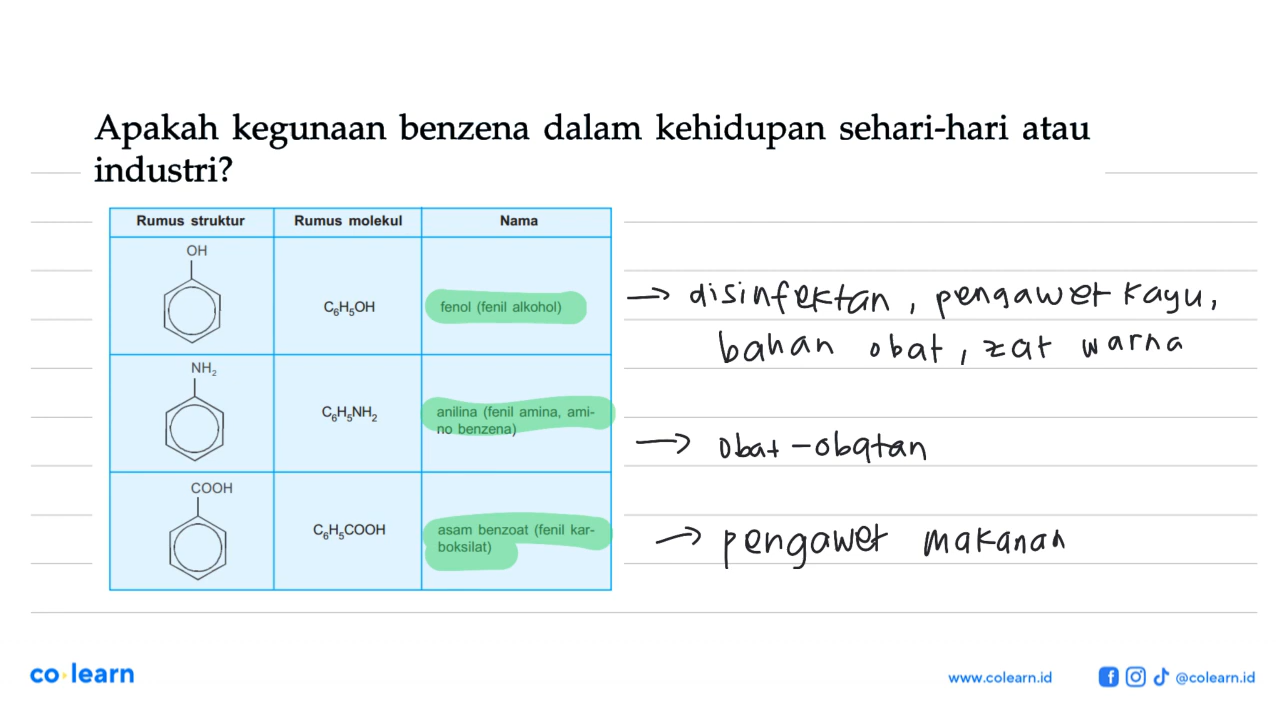 Apakah kegunaan benzena dalam kehidupan sehari-hari atau
industri?
Rumus struktur Rumus molekul Nama
OH
C₆H₅OH fenol (fenil alkohol) → disinfektan, pengawet kayu,
bahan obat, zat warna
NH₂
C₆H₅NH₂ anilina (fenil amina, ami-
no benzena)
→ obat-obatan
COOH
C₆H₅COOH asam benzoat (fenil kar-
boksilat)
→ pengawet makanan
co·learn
www.colearn.id @colearn.id